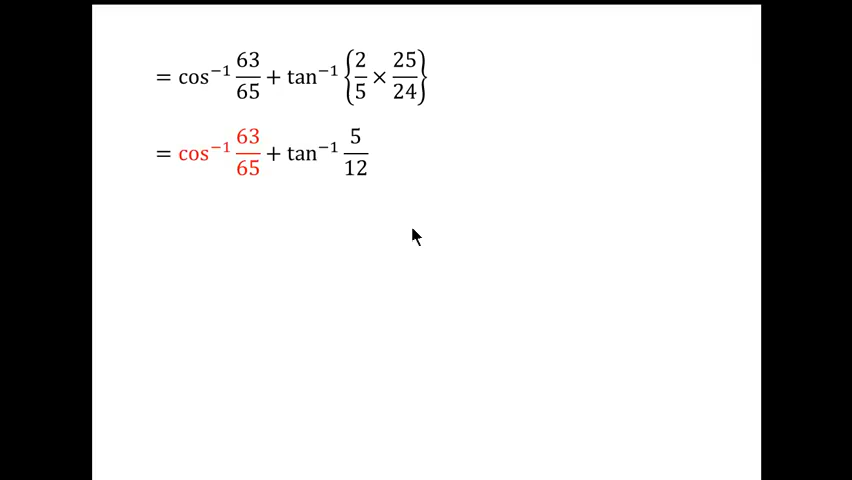 = cos⁻¹ 63/65 + tan⁻¹ {2/5 × 25/24}
= cos⁻¹ 63/65 + tan⁻¹ 5/12